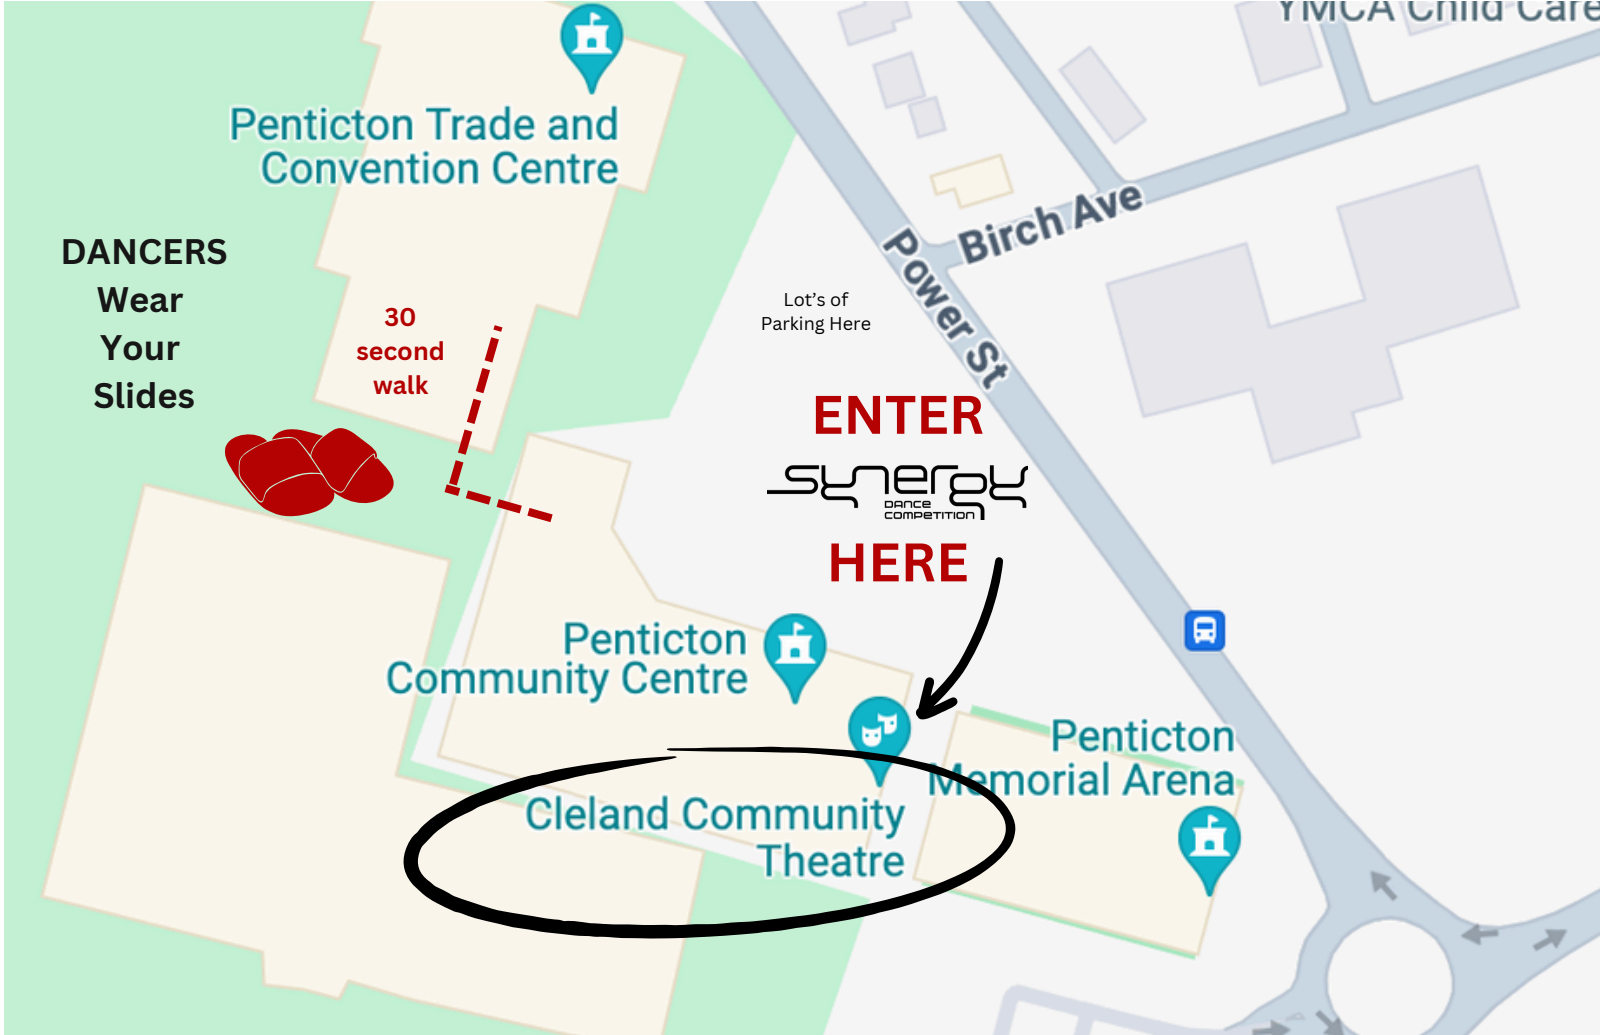 YMCA Child Care
Penticton Trade and
Convention Centre
Birch Ave
Power St
DANCERS
Wear
Your
Slides
30
second
walk
Lot’s of
Parking Here
ENTER
synergy
DANCE
COMPETITION
HERE
Penticton
Community Centre
Penticton
Memorial Arena
Cleland Community
Theatre